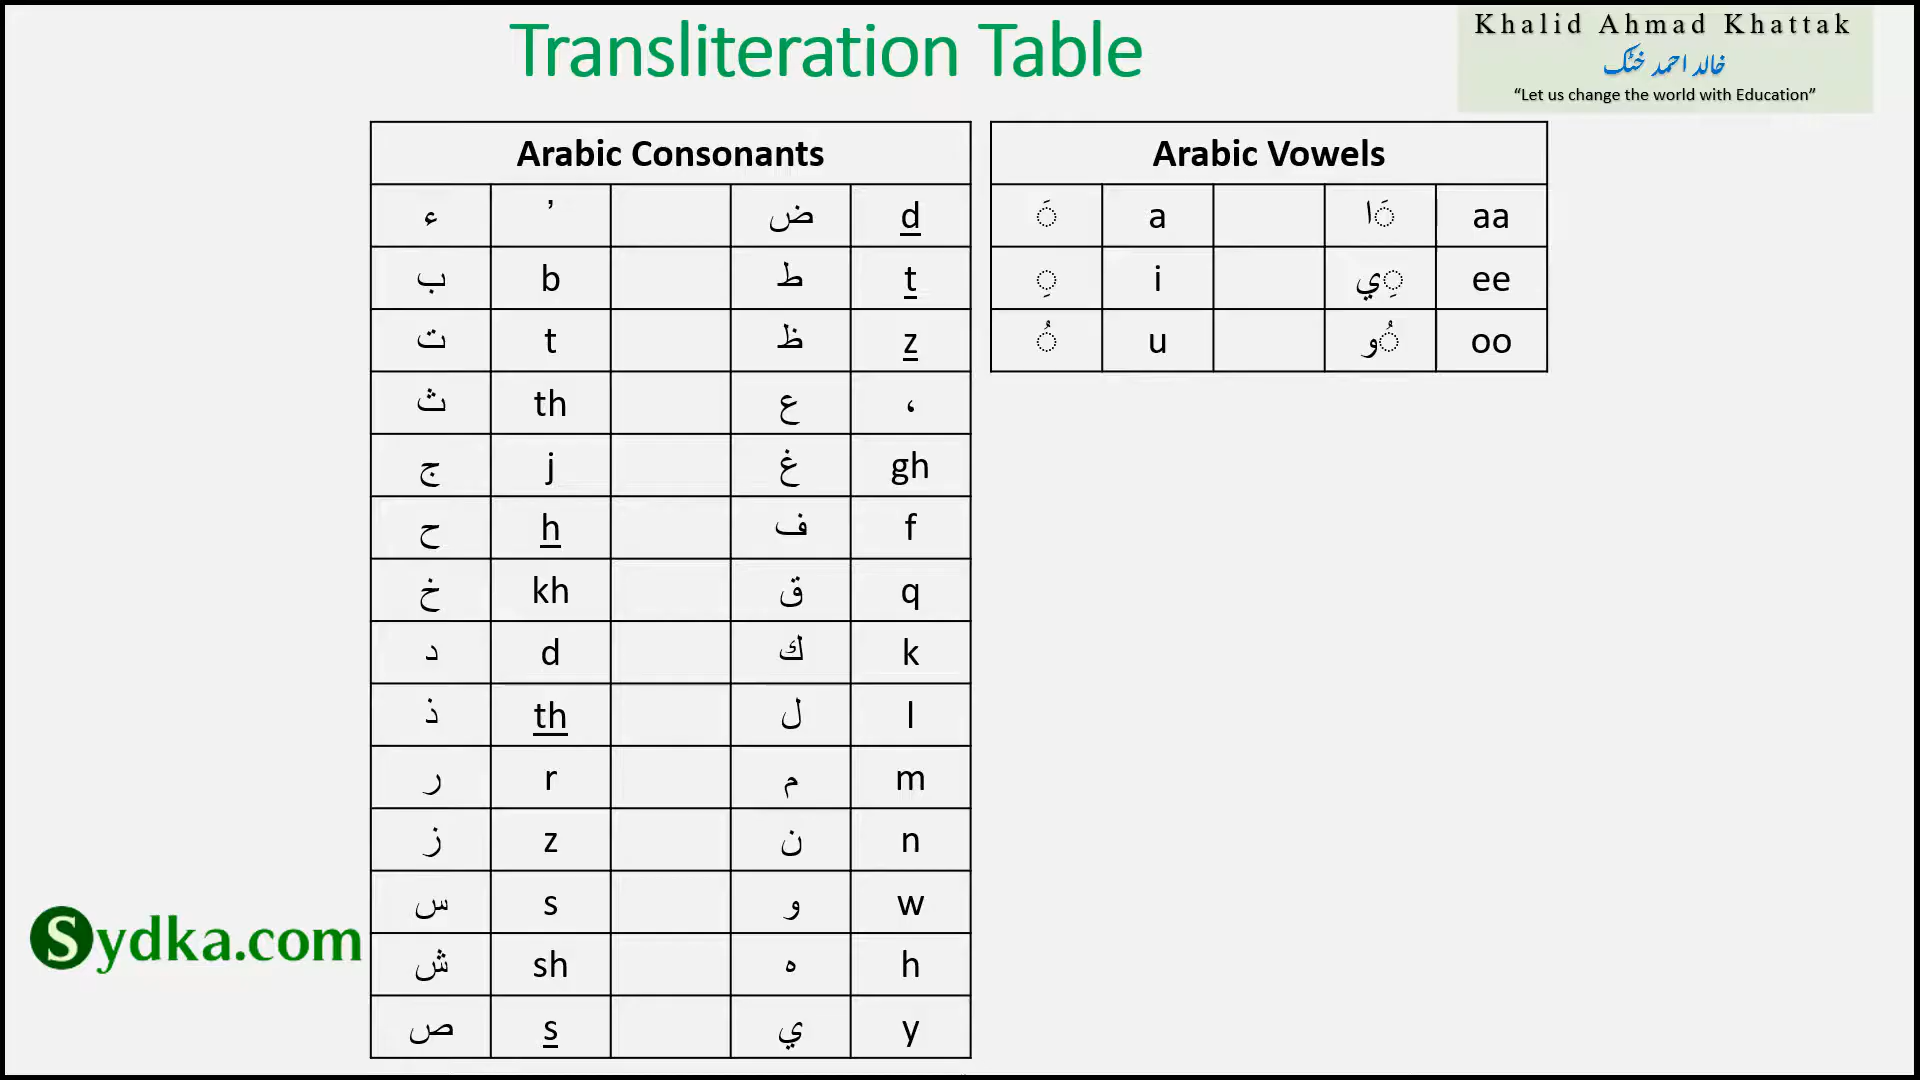 Transliteration Table
Khalid Ahmad Khattak
خالد احمد خٹک
“Let us change the world with Education”
Arabic Consonants
ء ’ ض d
ب b ط t
ت t ظ z
ث th ع ،
ج j غ gh
ح h ف f
خ kh ق q
د d ك k
ذ th ل l
ر r م m
ز z ن n
س s و w
ش sh ه h
ص s ي y
Arabic Vowels
◌َ a ◌َا aa
◌ِ i ◌ِي ee
◌ُ u ◌ُو oo
Sydka.com